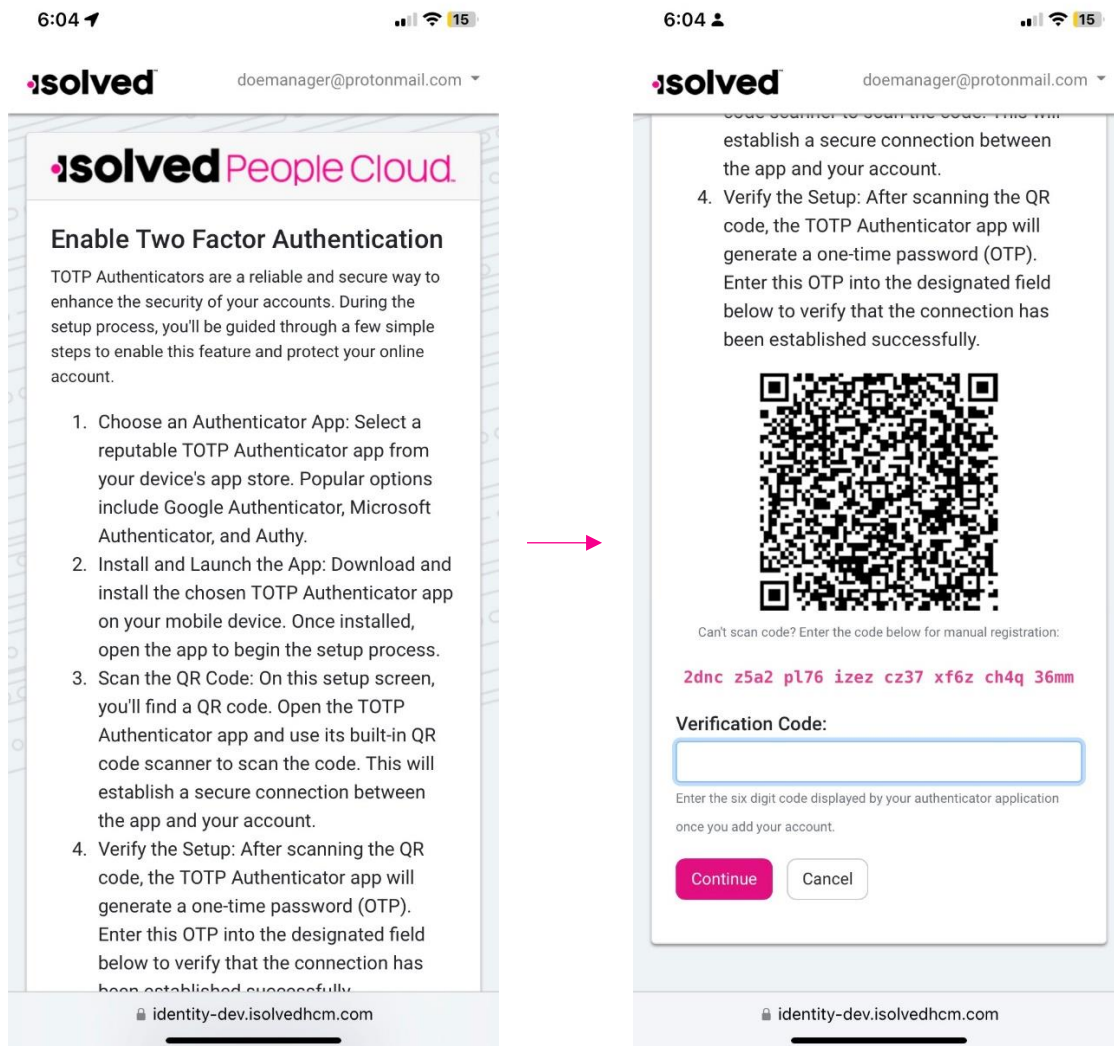 6:04
15
isolved™
doemanager@protonmail.com
isolved People Cloud™
Enable Two Factor Authentication
TOTP Authenticators are a reliable and secure way to
enhance the security of your accounts. During the
setup process, you'll be guided through a few simple
steps to enable this feature and protect your online
account.
1. Choose an Authenticator App: Select a
reputable TOTP Authenticator app from
your device's app store. Popular options
include Google Authenticator, Microsoft
Authenticator, and Authy.
2. Install and Launch the App: Download and
install the chosen TOTP Authenticator app
on your mobile device. Once installed,
open the app to begin the setup process.
3. Scan the QR Code: On this setup screen,
you'll find a QR code. Open the TOTP
Authenticator app and use its built-in QR
code scanner to scan the code. This will
establish a secure connection between
the app and your account.
4. Verify the Setup: After scanning the QR
code, the TOTP Authenticator app will
generate a one-time password (OTP).
Enter this OTP into the designated field
below to verify that the connection has
been established successfully.
identity-dev.isolvedhcm.com
6:04
15
isolved™
doemanager@protonmail.com
code scanner to scan the code. This will
establish a secure connection between
the app and your account.
4. Verify the Setup: After scanning the QR
code, the TOTP Authenticator app will
generate a one-time password (OTP).
Enter this OTP into the designated field
below to verify that the connection has
been established successfully.
Can't scan code? Enter the code below for manual registration:
2dnc z5a2 pl76 izez cz37 xf6z ch4q 36mm
Verification Code:
Enter the six digit code displayed by your authenticator application
once you add your account.
Continue
Cancel
identity-dev.isolvedhcm.com